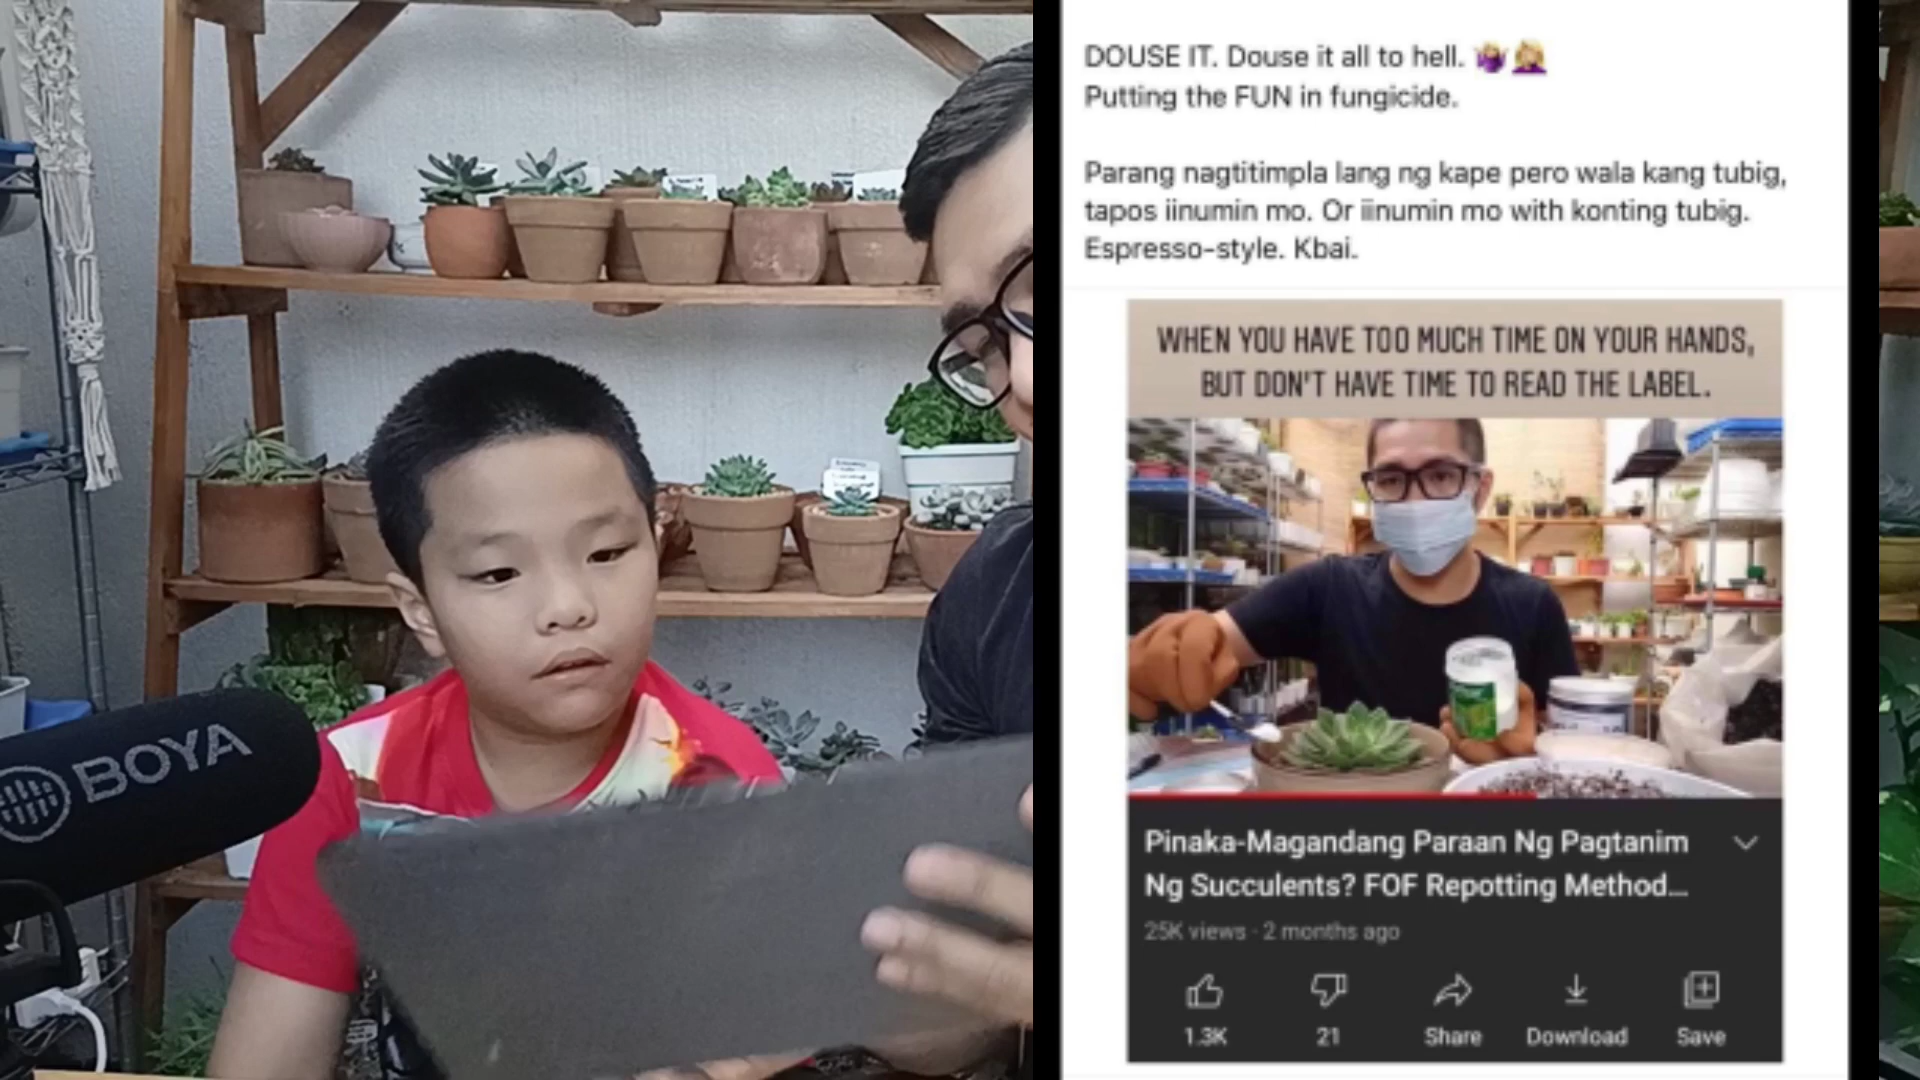 BOYA
DOUSE IT. Douse it all to hell. 🤷🏼‍♀️🤦🏼‍♀️
Putting the FUN in fungicide.
Parang nagtitimpla lang ng kape pero wala kang tubig,
tapos iinumin mo. Or iinumin mo with konting tubig.
Espresso-style. Kbai.
WHEN YOU HAVE TOO MUCH TIME ON YOUR HANDS,
BUT DON'T HAVE TIME TO READ THE LABEL.
Pinaka-Magandang Paraan Ng Pagtanim
Ng Succulents? FOF Repotting Method...
25K views · 2 months ago
1.3K
21
Share
Download
Save